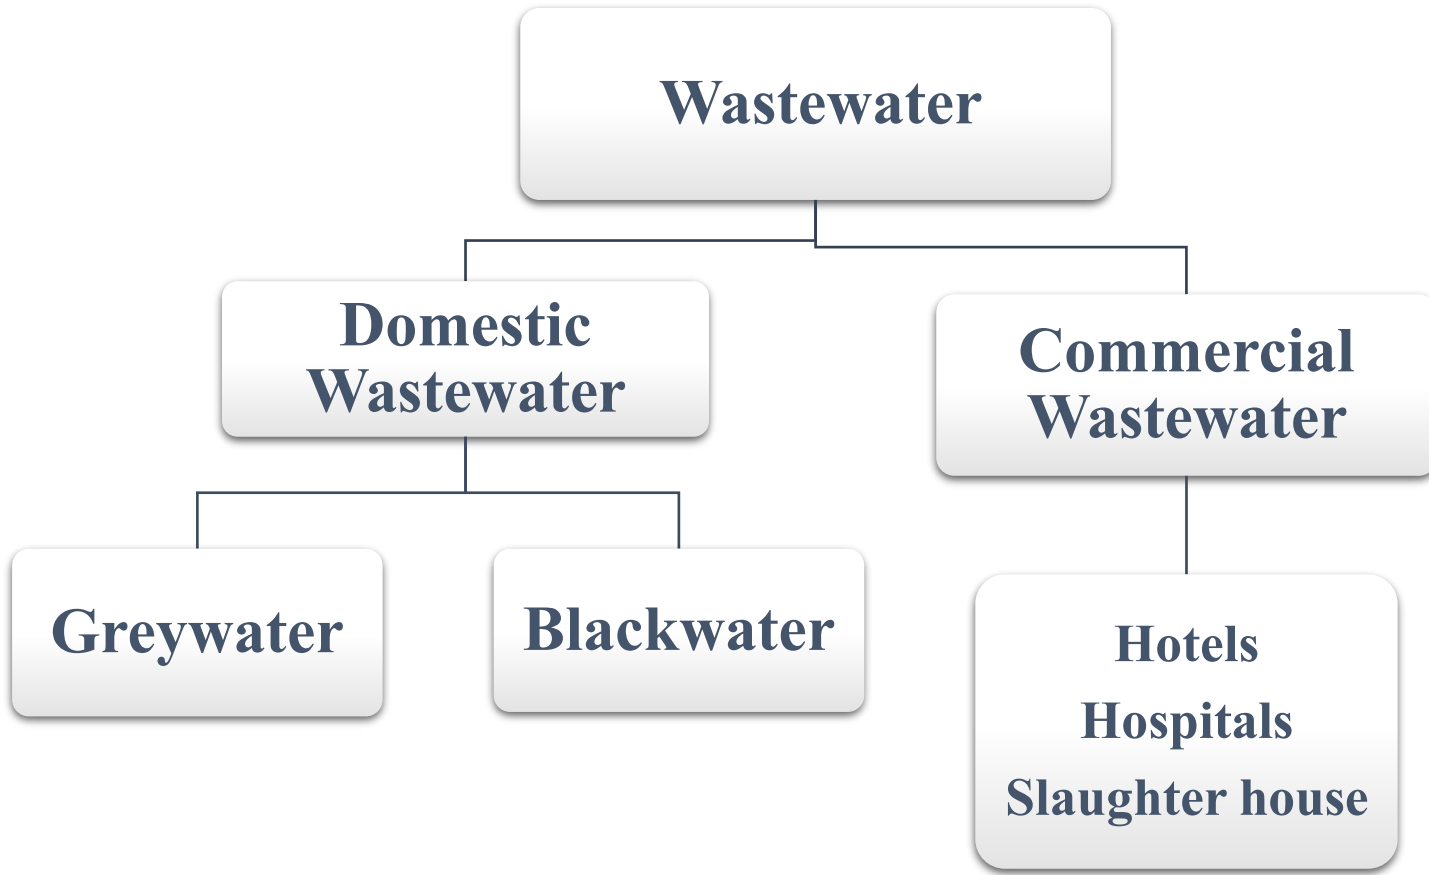 Wastewater
Domestic
Wastewater
Commercial
Wastewater
Greywater
Blackwater
Hotels
Hospitals
Slaughter house